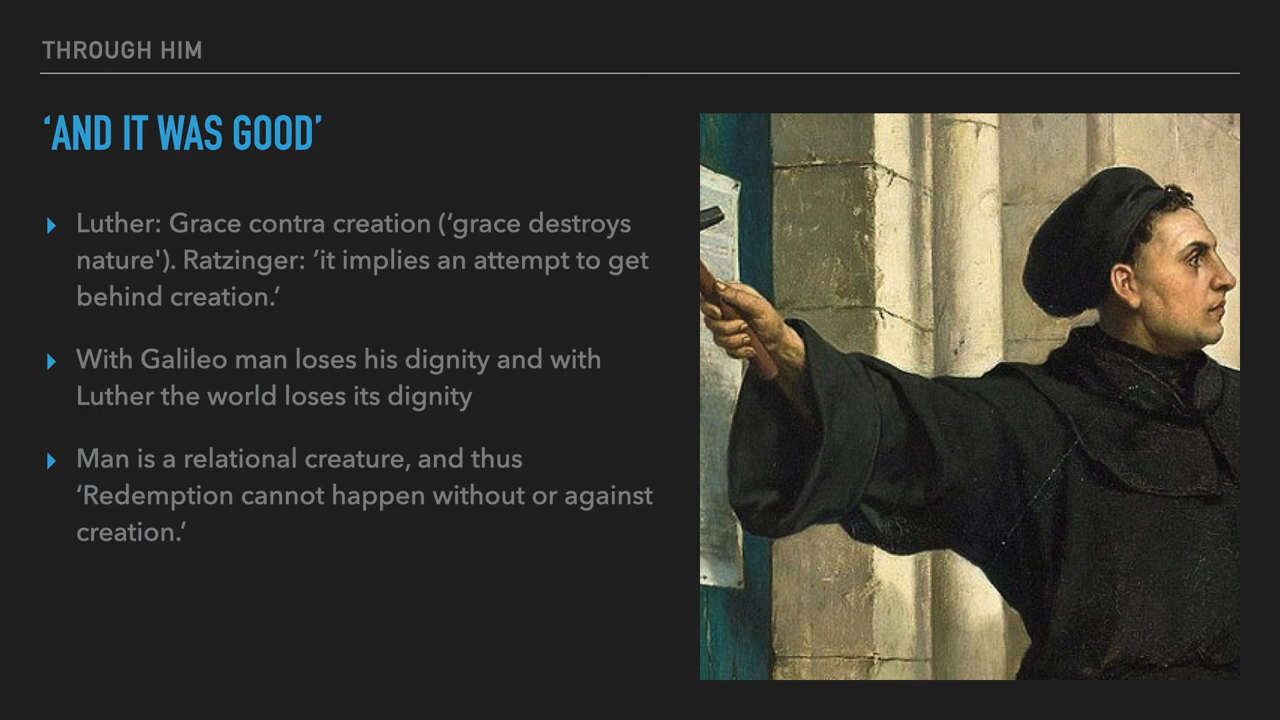 THROUGH HIM
‘AND IT WAS GOOD’
Luther: Grace contra creation (‘grace destroys
nature'). Ratzinger: ‘it implies an attempt to get
behind creation.’
With Galileo man loses his dignity and with
Luther the world loses its dignity
Man is a relational creature, and thus
‘Redemption cannot happen without or against
creation.’